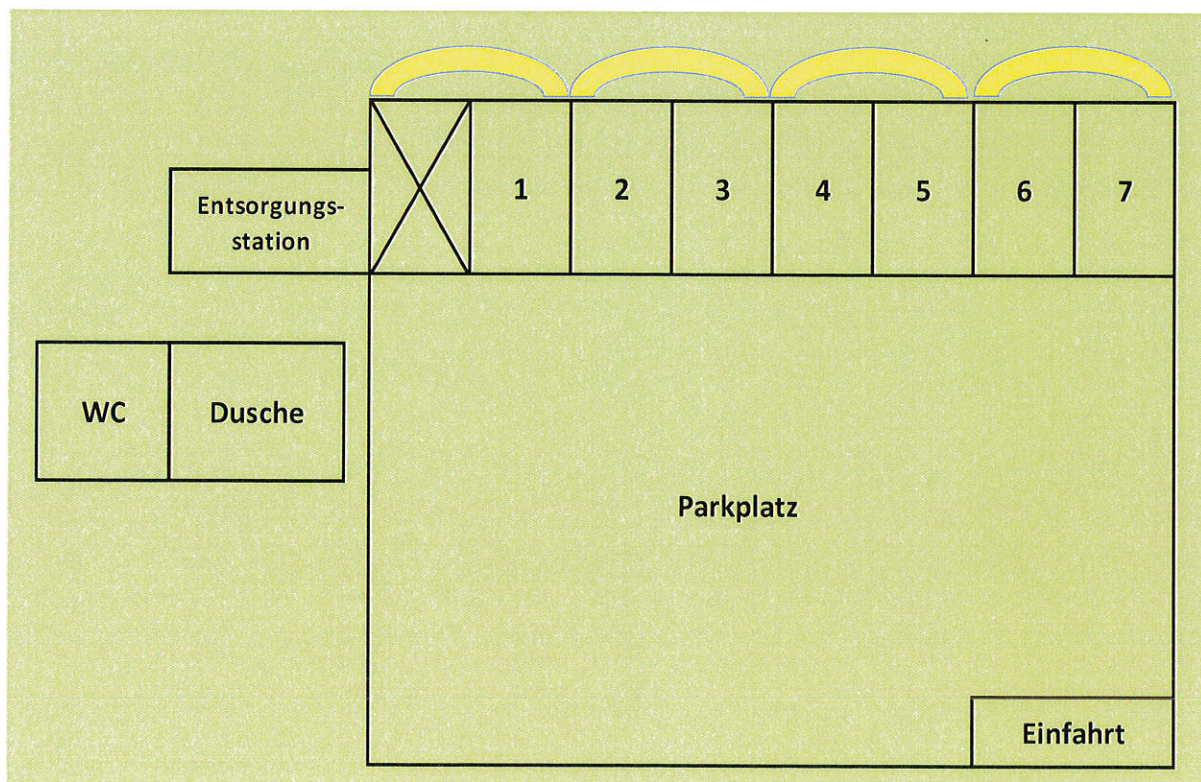 1 2 3 4 5 6 7
Entsorgungs-
station
WC Dusche
Parkplatz
Einfahrt